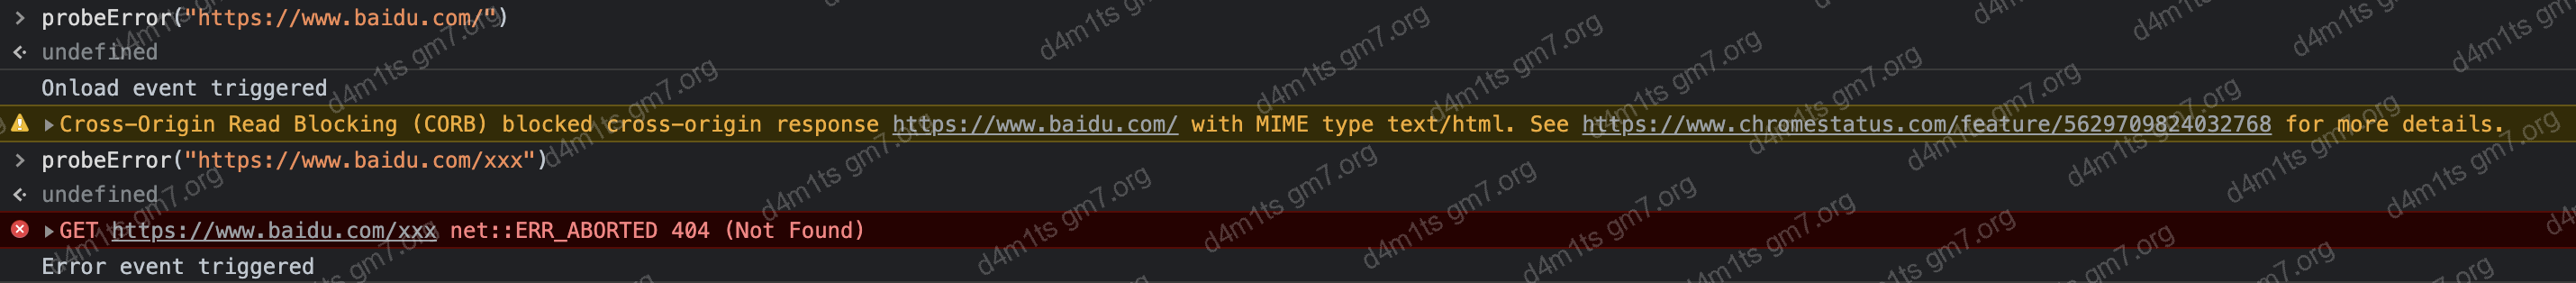 probeError("https://www.baidu.com/")
undefined
Onload event triggered
Cross-Origin Read Blocking (CORB) blocked cross-origin response https://www.baidu.com/ with MIME type text/html. See https://www.chromestatus.com/feature/5629709824032768 for more details.
probeError("https://www.baidu.com/xxx")
undefined
GET https://www.baidu.com/xxx net::ERR_ABORTED 404 (Not Found)
Error event triggered
d4m1ts gm7.org